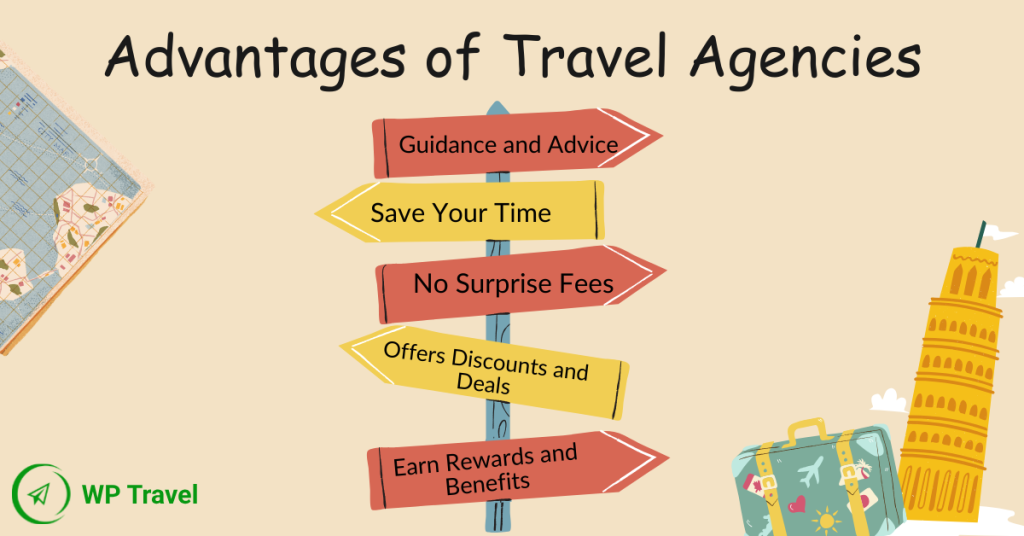 Advantages of Travel Agencies
Guidance and Advice
Save Your Time
No Surprise Fees
Offers Discounts and
Deals
Earn Rewards and
Benefits
WP Travel